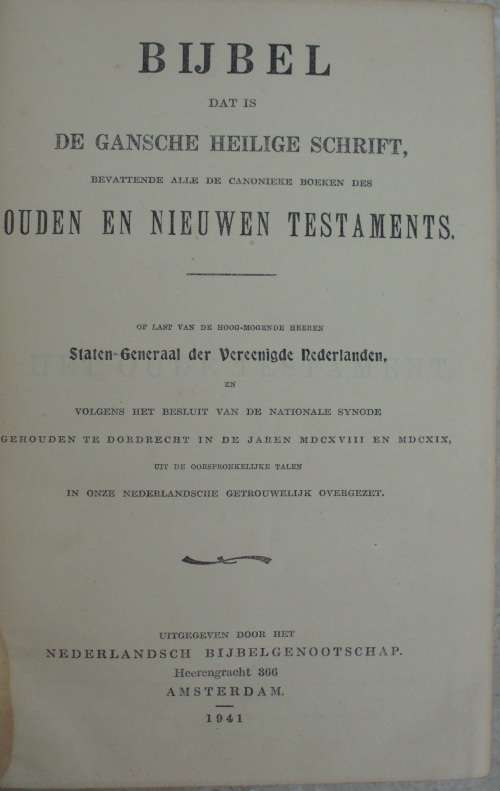 BIJBEL
DAT IS
DE GANSCHE HEILIGE SCHRIFT,
BEVATTENDE ALLE DE CANONIEKE BOEKEN DES
OUDEN EN NIEUWEN TESTAMENTS.
OP LAST VAN DE HOOG-MOGENDE HEEREN
Staten-Generaal der Vereenigde Nederlanden,
EN
VOLGENS HET BESLUIT VAN DE NATIONALE SYNODE
GEHOUDEN TE DORDRECHT IN DE JAREN MDCXVIII EN MDCXIX,
UIT DE OORSPRONKELIJKE TALEN
IN ONZE NEDERLANDSCHE GETROUWELIJK OVERGEZET.
UITGEGEVEN DOOR HET
NEDERLANDSCH BIJBELGENOOTSCHAP.
Heerengracht 366
AMSTERDAM.
1941